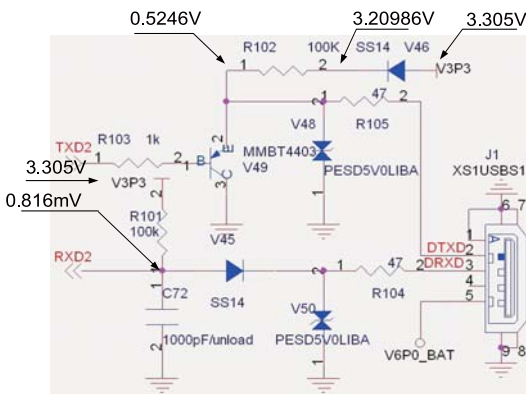 0.5246V
3.20986V
3.305V
R102
100K
SS14
V46
1
2
V3P3
TXD2
R103
1k
1
2
B
E
2
C
3
V48
1
47
2
R105
MMBT4403
V49
PESD5V0LIBA
1
J1
XS1USBS1
3.305V
V3P3
2
R101
100k
0.816mV
1
RXD2
V45
SS14
2
1
47
2
R104
C72
1
2
1000pF/unload
V50
PESD5V0LIBA
1
V6P0_BAT
DTXD
DRXD
6
7
1
2
3
4
5
A
9
8